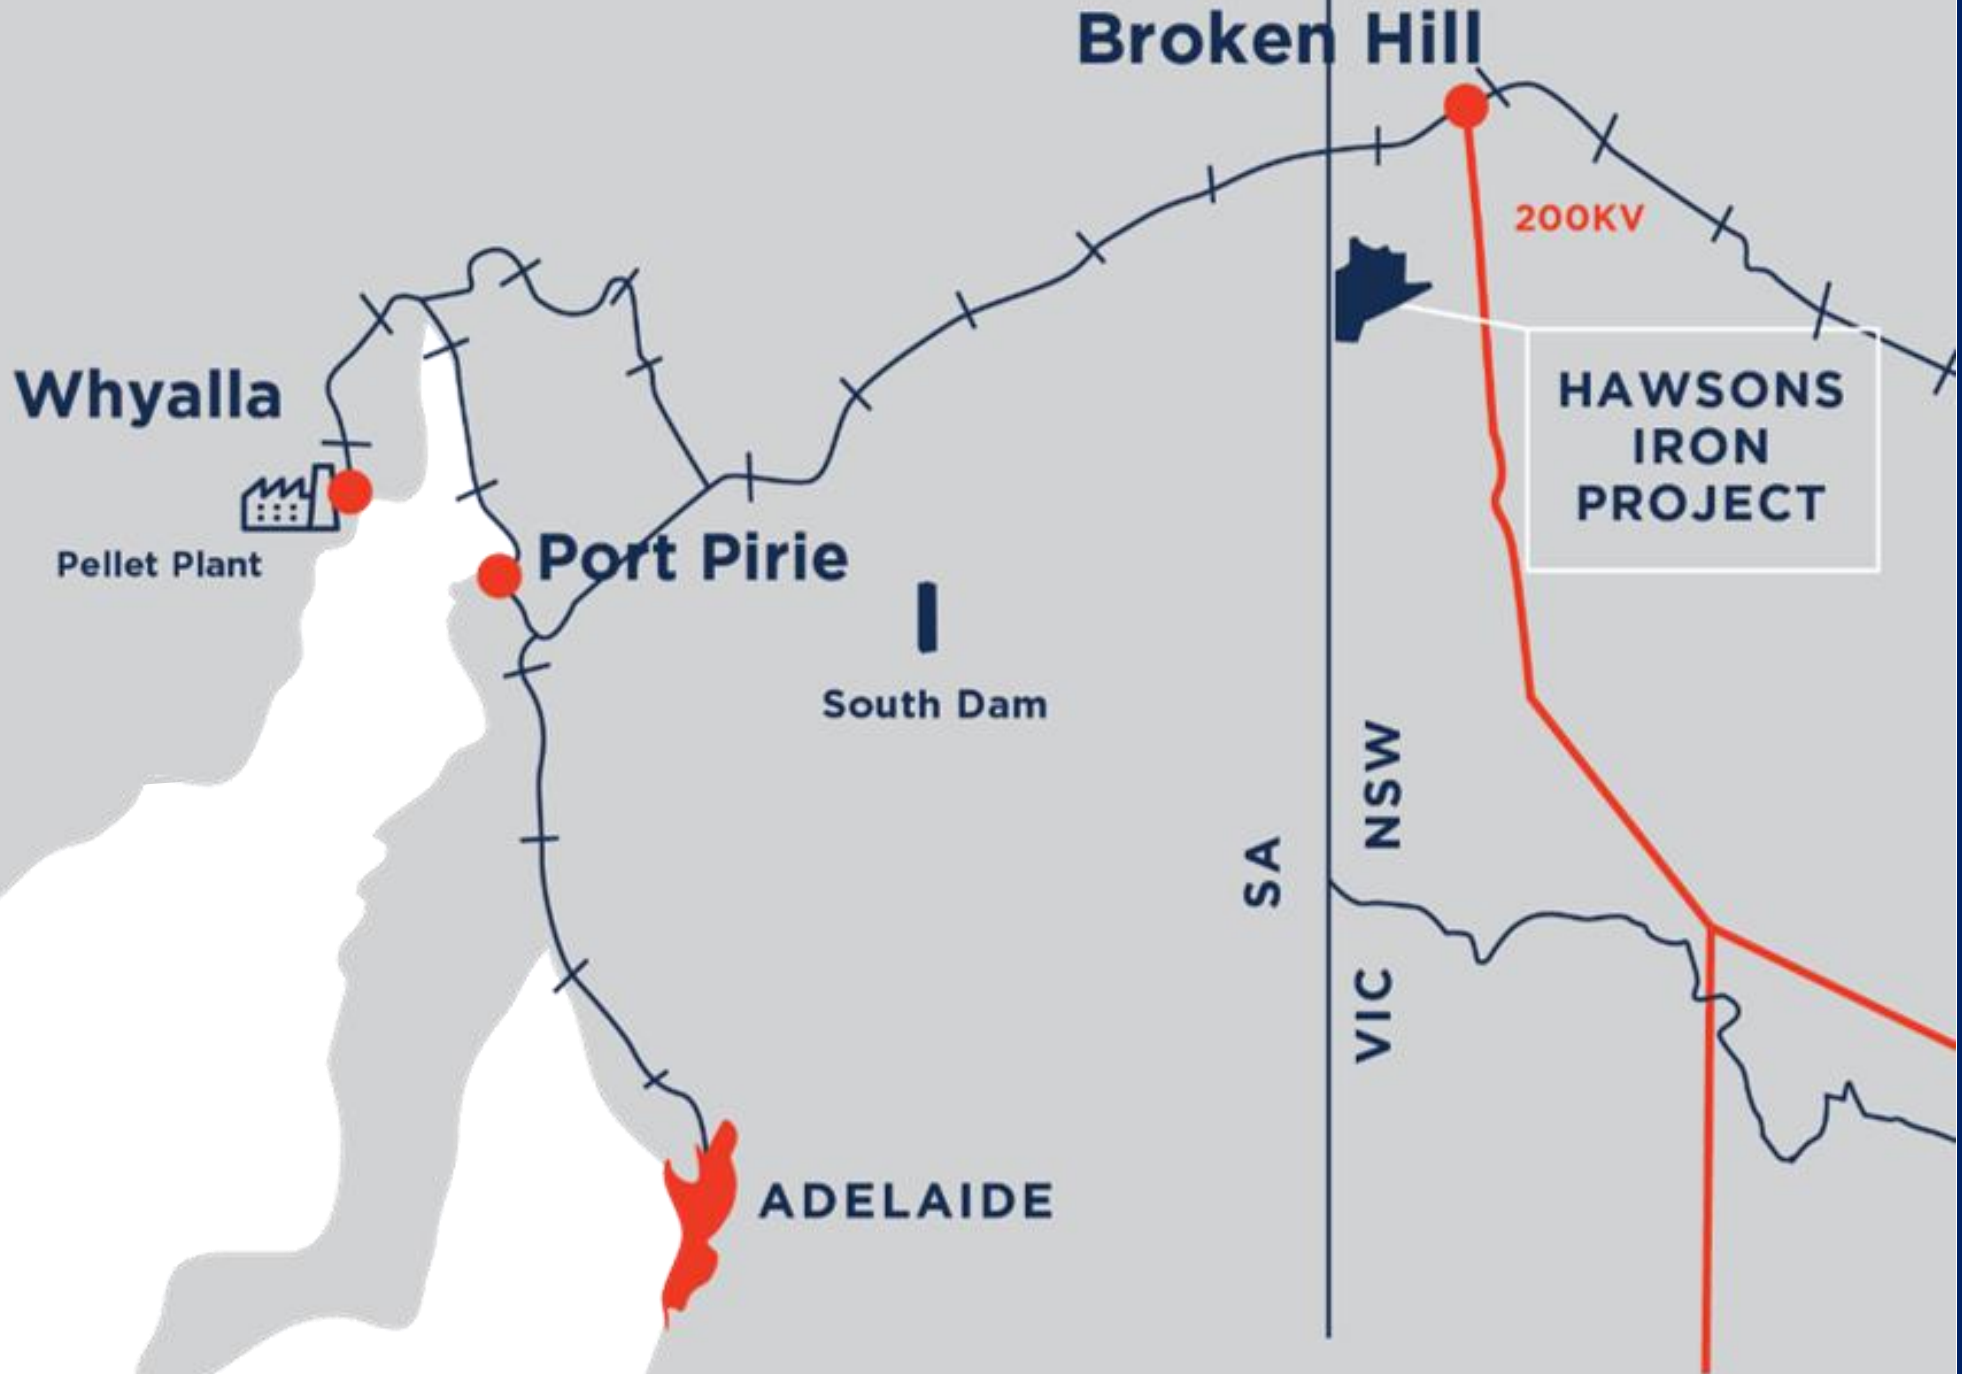 Broken Hill
200KV
Whyalla
HAWSONS
IRON
PROJECT
Pellet Plant
Port Pirie
South Dam
NSW
SA
VIC
ADELAIDE